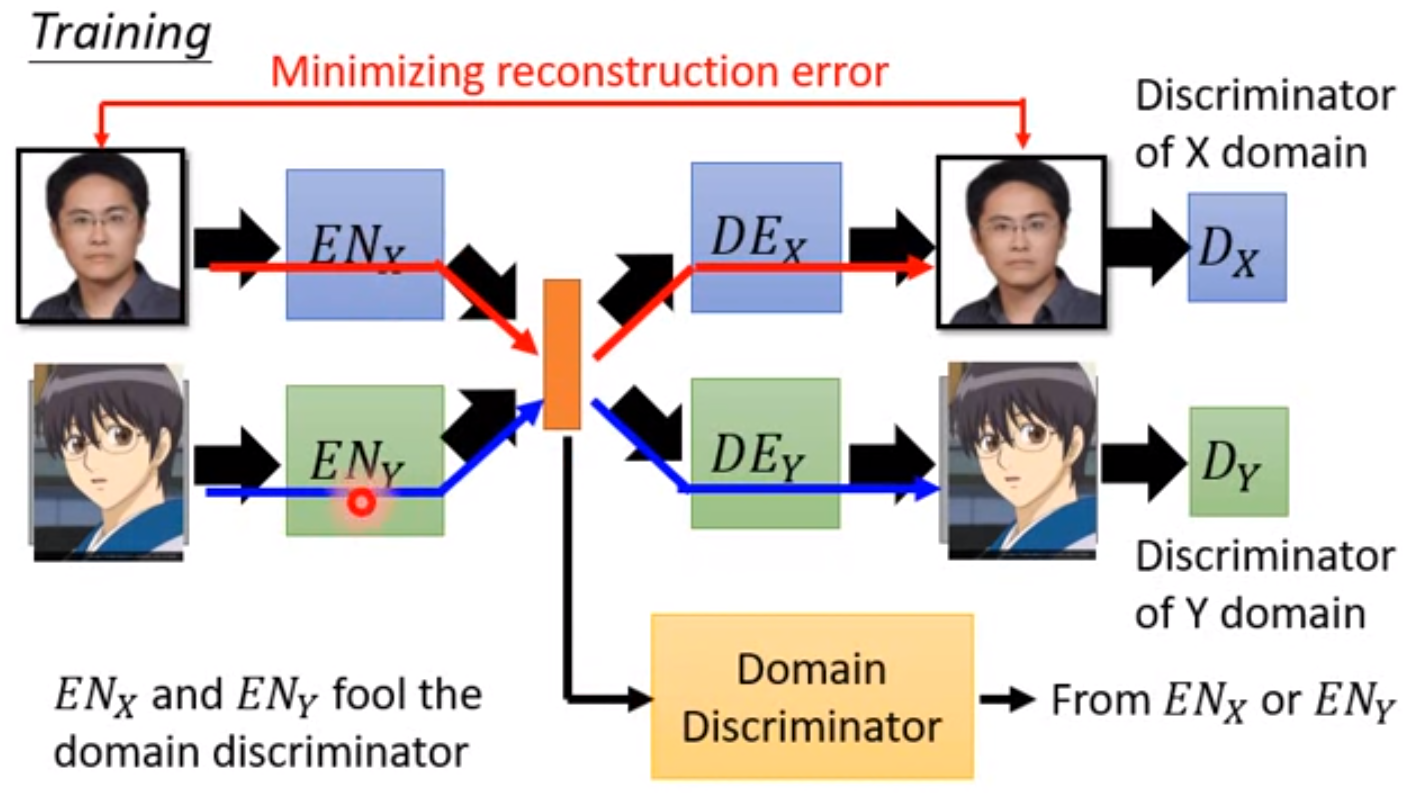 Training
Minimizing reconstruction error
Discriminator
of X domain
EN_X
DE_X
D_X
EN_Y
DE_Y
D_Y
Discriminator
of Y domain
EN_X and EN_Y fool the
domain discriminator
Domain
Discriminator
From EN_X or EN_Y